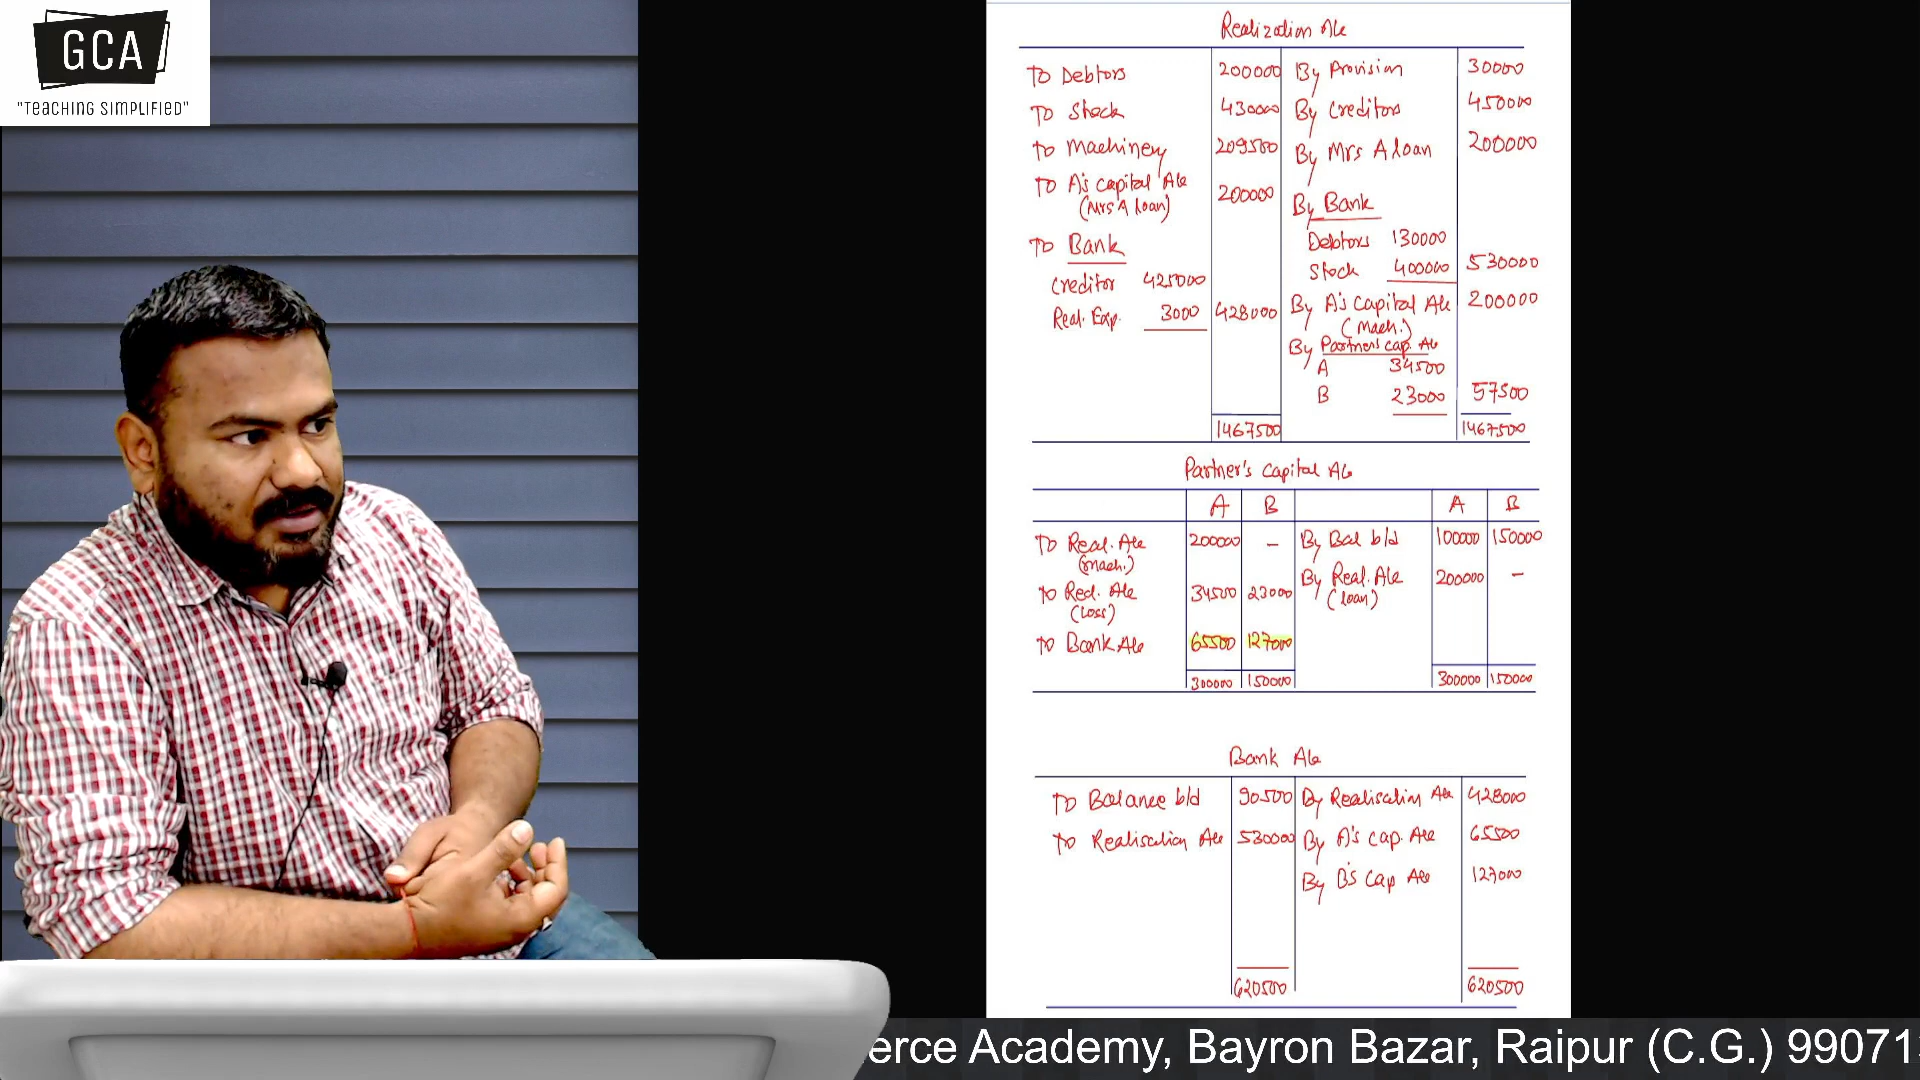 GCA
"TEACHING SIMPLIFIED"
Realization A/c
To Debtors 200000 By Provision 30000
To Stock 430000 By Creditors 450000
To Machinery 209500 By Mrs A loan 200000
To A's capital A/c 200000
(Mrs A loan)
By Bank
To Bank
Debtors 130000
Creditor 425000
Stock 400000 530000
Real. Exp. 3000 428000
By A's Capital A/c 200000
(Mach.)
By Partners cap. A/c
A 34500
B 23000 57500
1467500 1467500
Partner's Capital A/c
A B A B
To Real. A/c 200000 - By Bal b/d 100000 150000
(Mach.)
To Real. A/c 34500 23000 By Real. A/c 200000 -
(Loss) (loan)
To Bank A/c 65500 127000
300000 150000 300000 150000
Bank A/c
To Balance b/d 90500 By Realisation A/c 428000
To Realisation A/c 530000 By A's cap. A/c 65500
By B's Cap A/c 127000
620500 620500
erce Academy, Bayron Bazar, Raipur (C.G.) 99071